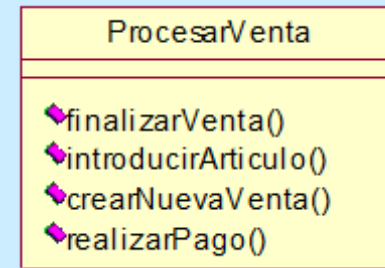 ProcesarVenta
finalizarVenta()
introducirArticulo()
crearNuevaVenta()
realizarPago()